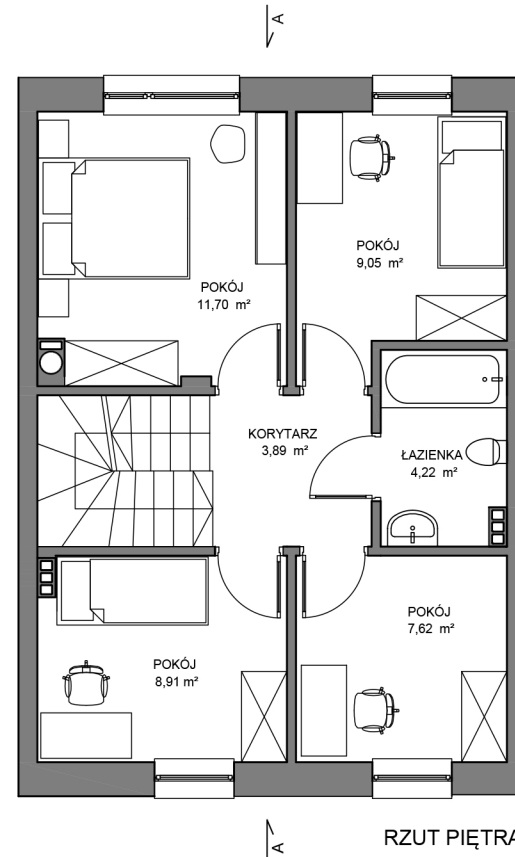 A
POKÓJ
9,05 m²
POKÓJ
11,70 m²
KORYTARZ
3,89 m²
ŁAZIENKA
4,22 m²
POKÓJ
7,62 m²
POKÓJ
8,91 m²
RZUT PIĘTRA
A